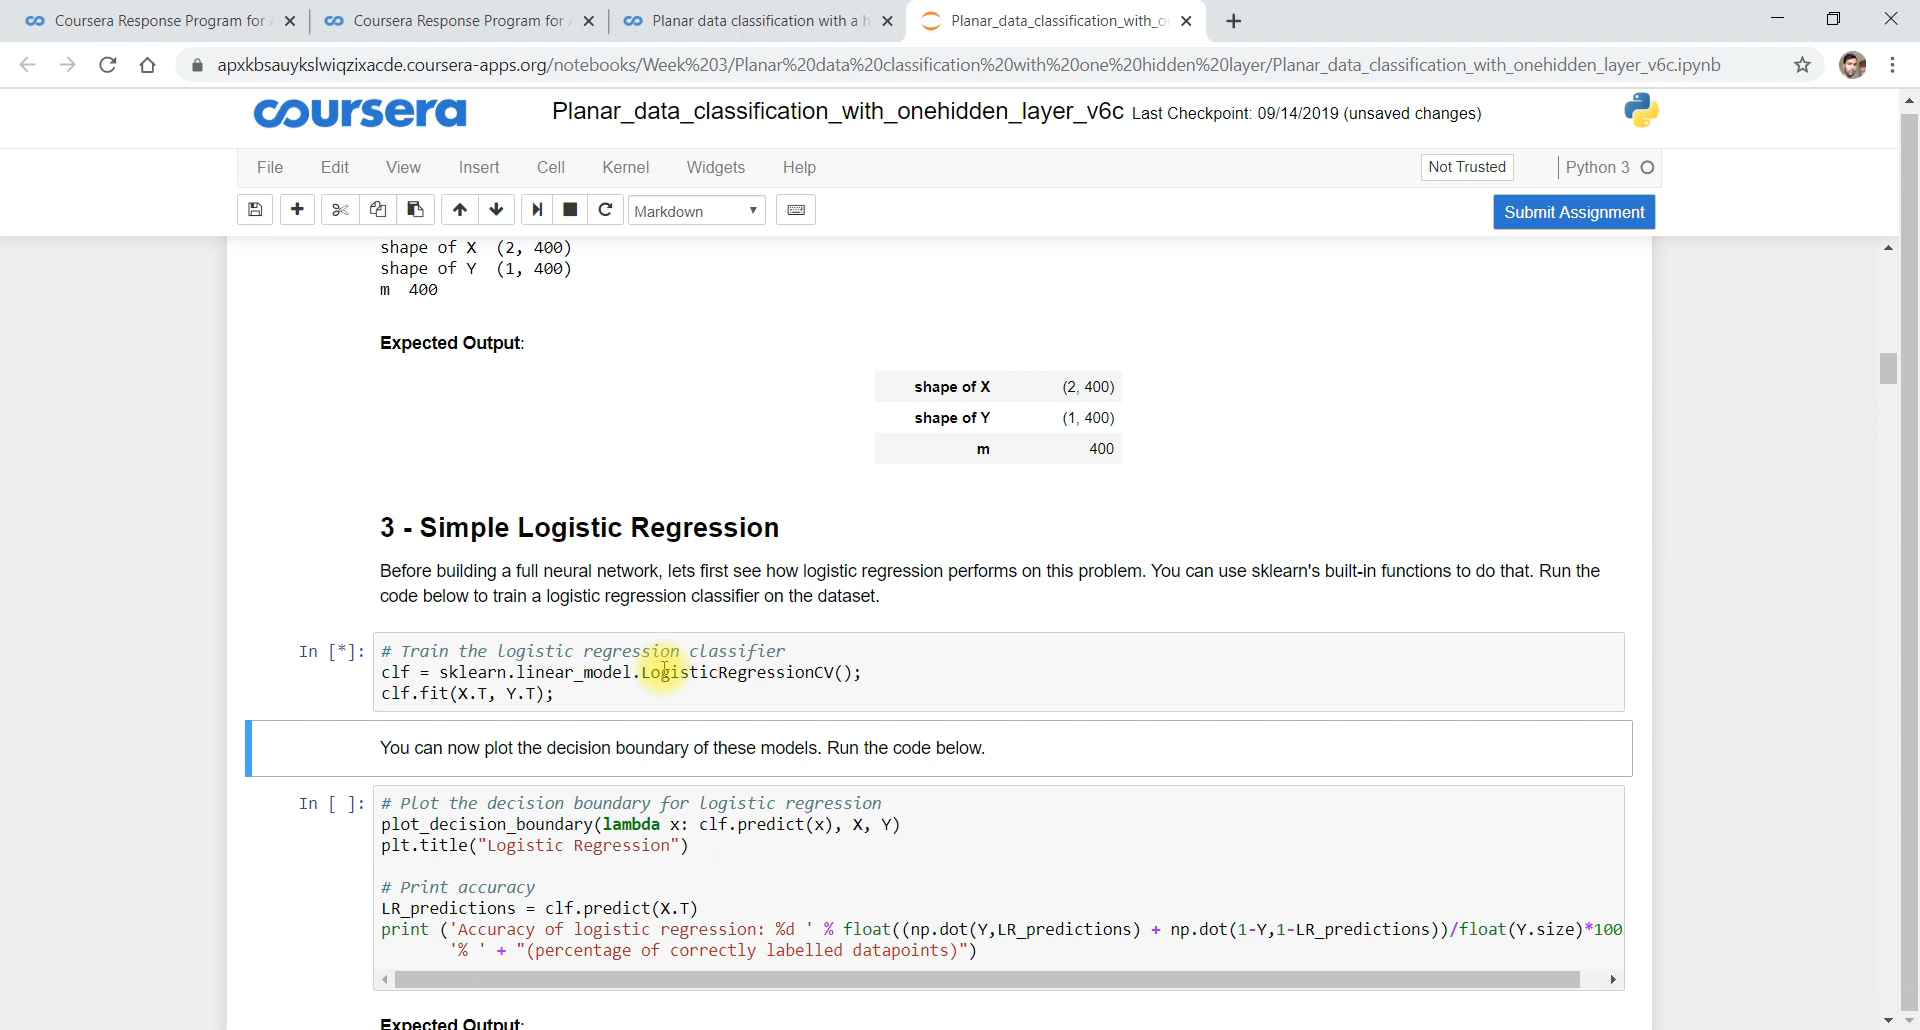 Coursera Response Program for
Coursera Response Program for
Planar data classification with a h
Planar_data_classification_with_o
apxkbsauykslwiqzixacde.coursera-apps.org/notebooks/Week%203/Planar%20data%20classification%20with%20one%20hidden%20layer/Planar_data_classification_with_onehidden_layer_v6c.ipynb
coursera
Planar_data_classification_with_onehidden_layer_v6c Last Checkpoint: 09/14/2019 (unsaved changes)
File Edit View Insert Cell Kernel Widgets Help
Not Trusted
Python 3
Markdown
Submit Assignment
shape of X (2, 400)
shape of Y (1, 400)
m 400
Expected Output:
shape of X (2, 400)
shape of Y (1, 400)
m 400
3 - Simple Logistic Regression
Before building a full neural network, lets first see how logistic regression performs on this problem. You can use sklearn's built-in functions to do that. Run the
code below to train a logistic regression classifier on the dataset.
In [*]: # Train the logistic regression classifier
clf = sklearn.linear_model.LogisticRegressionCV();
clf.fit(X.T, Y.T);
You can now plot the decision boundary of these models. Run the code below.
In [ ]: # Plot the decision boundary for logistic regression
plot_decision_boundary(lambda x: clf.predict(x), X, Y)
plt.title("Logistic Regression")
# Print accuracy
LR_predictions = clf.predict(X.T)
print ('Accuracy of logistic regression: %d ' % float((np.dot(Y,LR_predictions) + np.dot(1-Y,1-LR_predictions))/float(Y.size)*100
'% ' + "(percentage of correctly labelled datapoints)")
Expected Output: